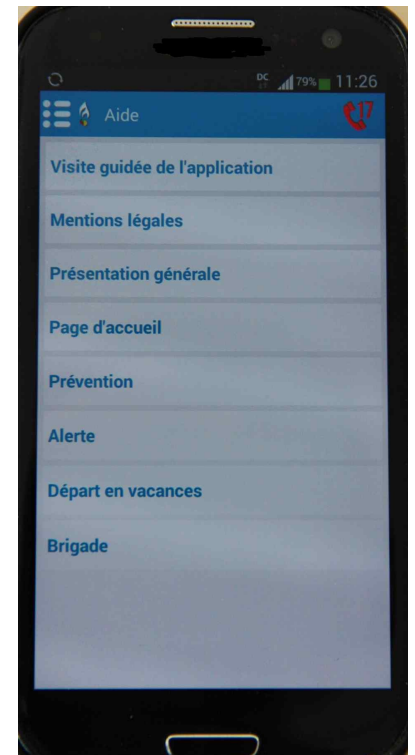 DC 79% 11:26
Aide 17
Visite guidée de l'application
Mentions légales
Présentation générale
Page d'accueil
Prévention
Alerte
Départ en vacances
Brigade